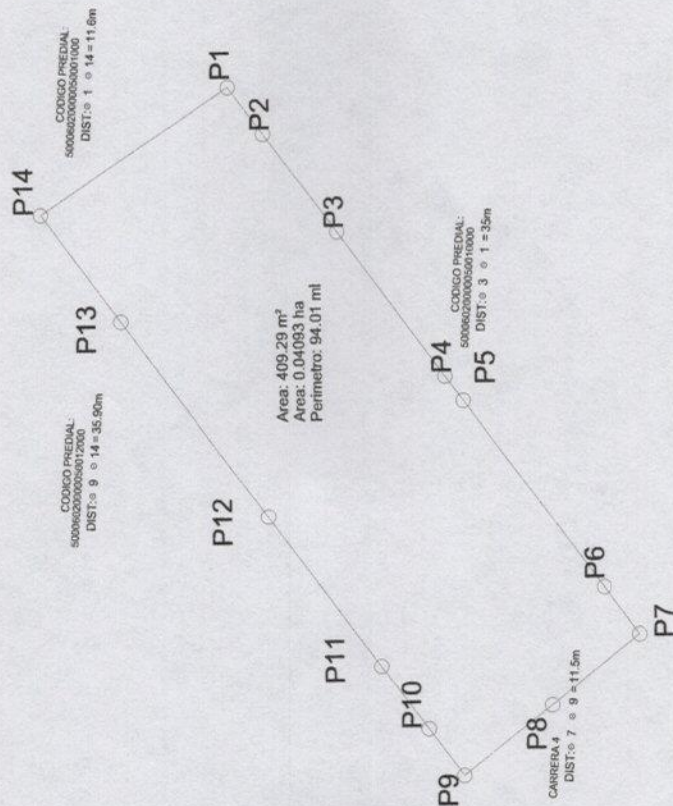 CODIGO PREDIAL:
500060200000050001000
DIST:⊙ 1 ⊙ 14 = 11.6m
P14
P1
P2
P13
P3
CODIGO PREDIAL:
500060200000050012000
DIST:⊙ 9 ⊙ 14 = 35.90m
Area: 409.29 m²
Area: 0.04093 ha
Perimetro: 94.01 ml
CODIGO PREDIAL:
500060200000050010000
DIST:⊙ 3 ⊙ 1 = 35m
P4
P5
P12
P11
P10
P6
P9
P8
P7
CARRERA 4
DIST:⊙ 7 ⊙ 9 = 11.5m